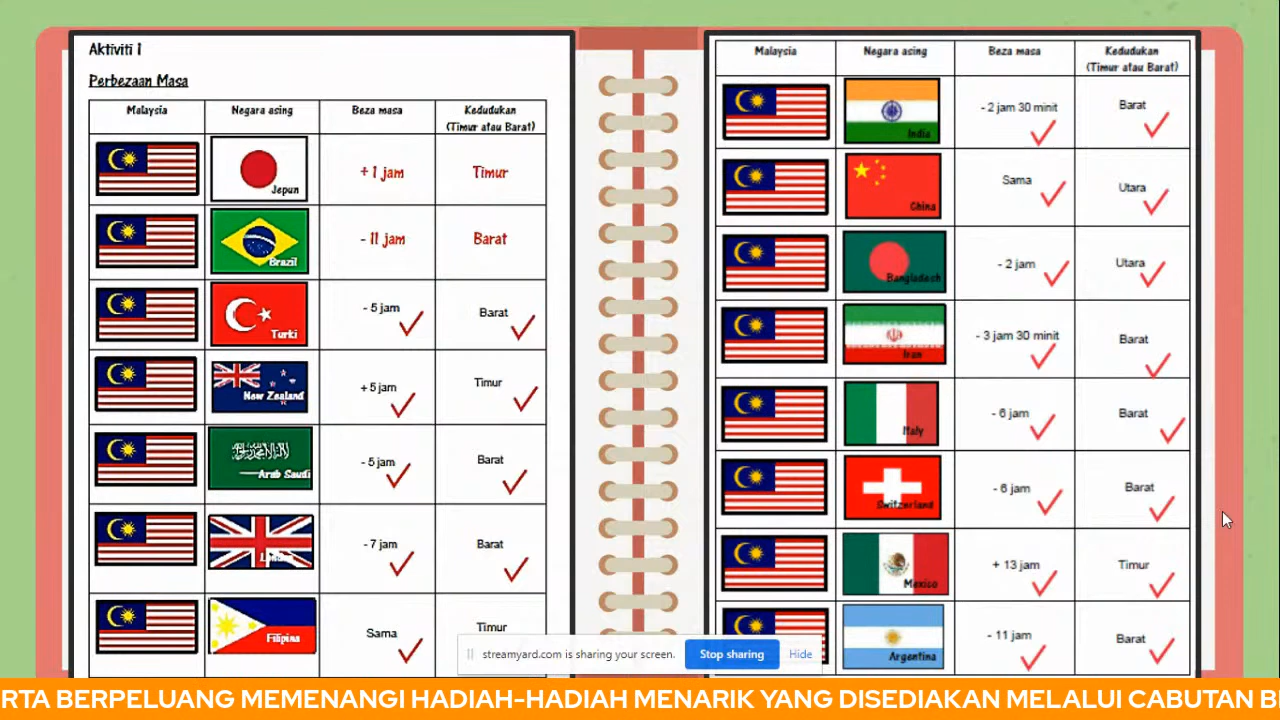 Aktiviti 1
Perbezaan Masa
Malaysia Negara asing Beza masa Kedudukan
(Timur atau Barat)
Jepun + 1 jam Timur
Brazil - 11 jam Barat
Turki - 5 jam Barat
New Zealand + 5 jam Timur
Arab Saudi - 5 jam Barat
- 7 jam Barat
Filipina Sama Timur
Malaysia Negara asing Beza masa Kedudukan
(Timur atau Barat)
India - 2 jam 30 minit Barat
China Sama Utara
Bangladesh - 2 jam Utara
Iran - 3 jam 30 minit Barat
Italy - 6 jam Barat
Switzerland - 6 jam Barat
Mexico + 13 jam Timur
Argentina - 11 jam Barat
streamyard.com is sharing your screen. Stop sharing Hide
RTA BERPELUANG MEMENANGI HADIAH-HADIAH MENARIK YANG DISEDIAKAN MELALUI CABUTAN B